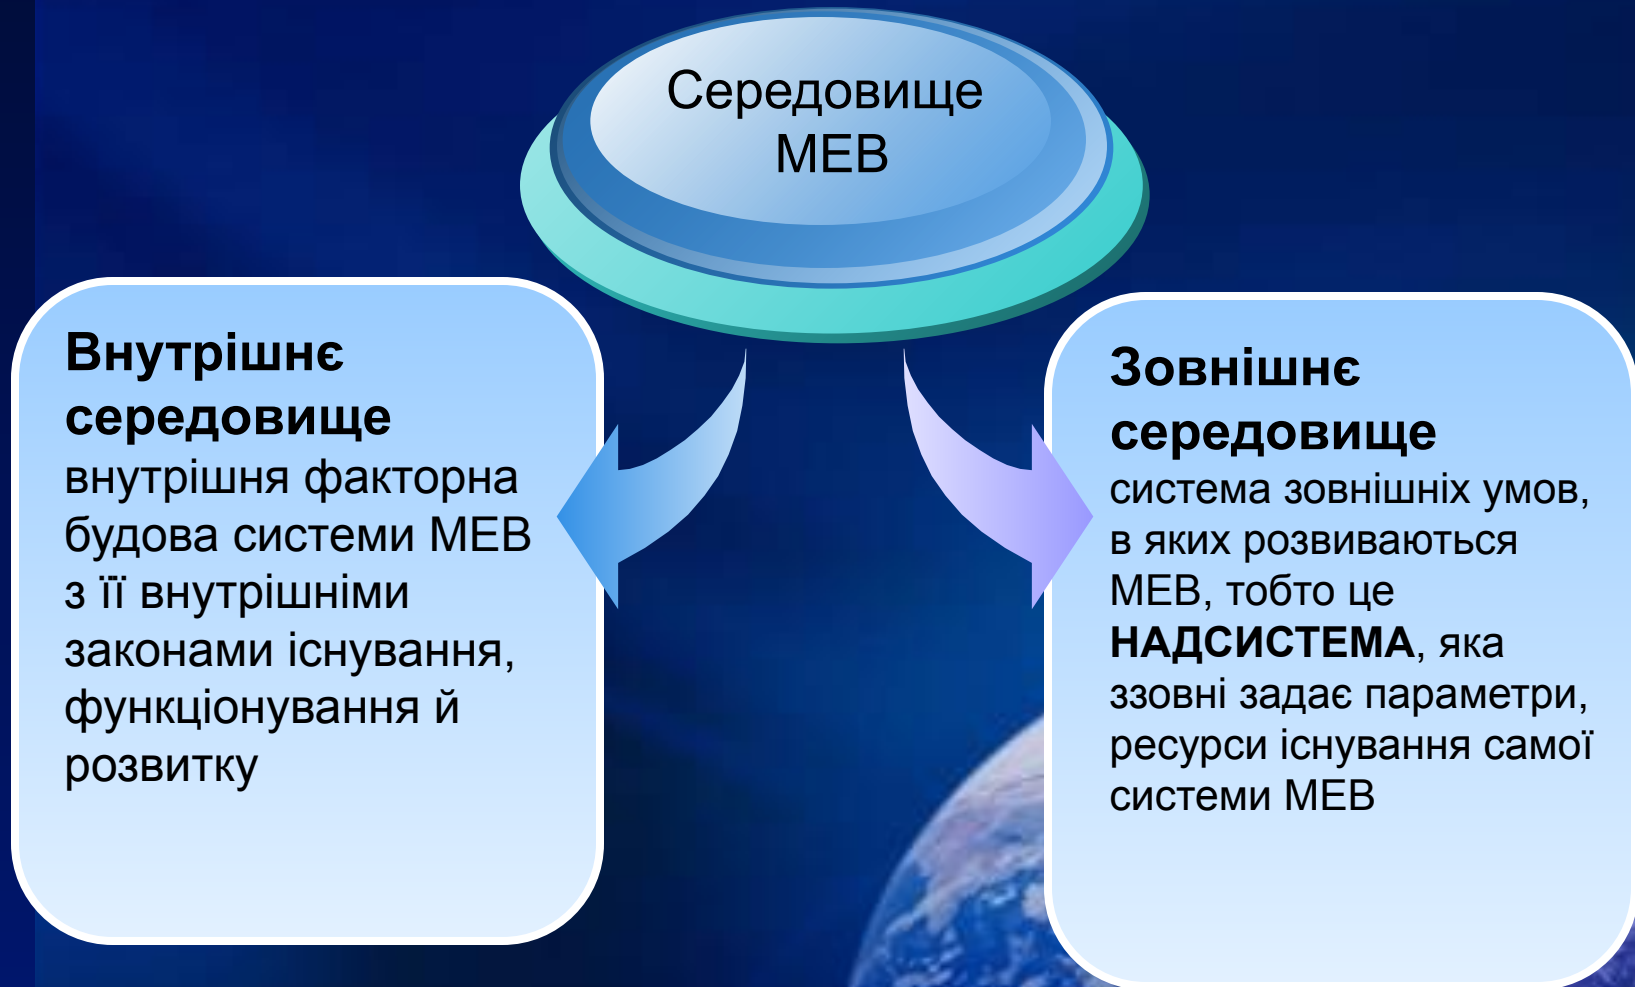 Середовище
МЕВ
Внутрішнє
середовище
внутрішня факторна
будова системи МЕВ
з її внутрішніми
законами існування,
функціонування й
розвитку
Зовнішнє
середовище
система зовнішніх умов,
в яких розвиваються
МЕВ, тобто це
НАДСИСТЕМА, яка
ззовні задає параметри,
ресурси існування самої
системи МЕВ